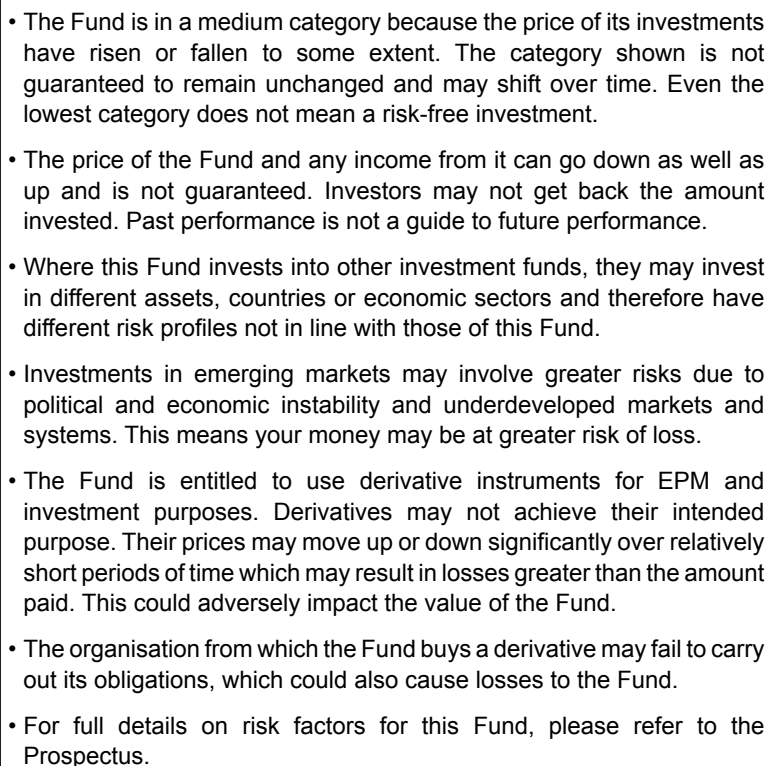 • The Fund is in a medium category because the price of its investments
have risen or fallen to some extent. The category shown is not
guaranteed to remain unchanged and may shift over time. Even the
lowest category does not mean a risk-free investment.
• The price of the Fund and any income from it can go down as well as
up and is not guaranteed. Investors may not get back the amount
invested. Past performance is not a guide to future performance.
• Where this Fund invests into other investment funds, they may invest
in different assets, countries or economic sectors and therefore have
different risk profiles not in line with those of this Fund.
• Investments in emerging markets may involve greater risks due to
political and economic instability and underdeveloped markets and
systems. This means your money may be at greater risk of loss.
• The Fund is entitled to use derivative instruments for EPM and
investment purposes. Derivatives may not achieve their intended
purpose. Their prices may move up or down significantly over relatively
short periods of time which may result in losses greater than the amount
paid. This could adversely impact the value of the Fund.
• The organisation from which the Fund buys a derivative may fail to carry
out its obligations, which could also cause losses to the Fund.
• For full details on risk factors for this Fund, please refer to the
Prospectus.